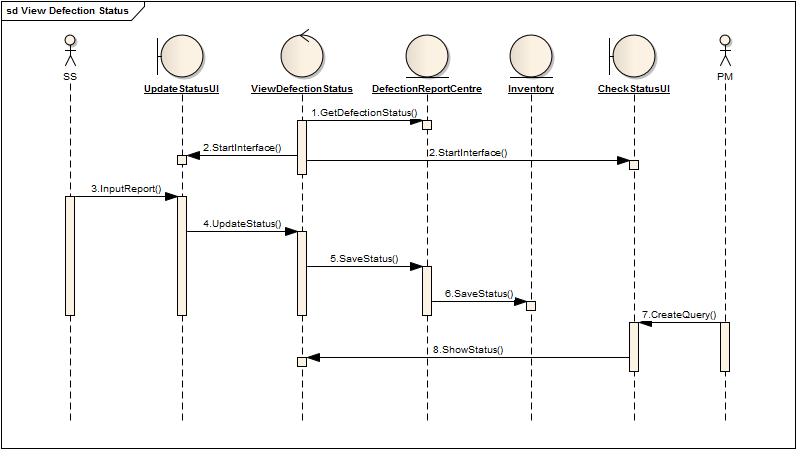 sd View Defection Status
SS
UpdateStatusUI
ViewDefectionStatus
DefectionReportCentre
Inventory
CheckStatusUI
PM
1.GetDefectionStatus()
2.StartInterface()
2.StartInterface()
3.InputReport()
4.UpdateStatus()
5.SaveStatus()
6.SaveStatus()
7.CreateQuery()
8.ShowStatus()